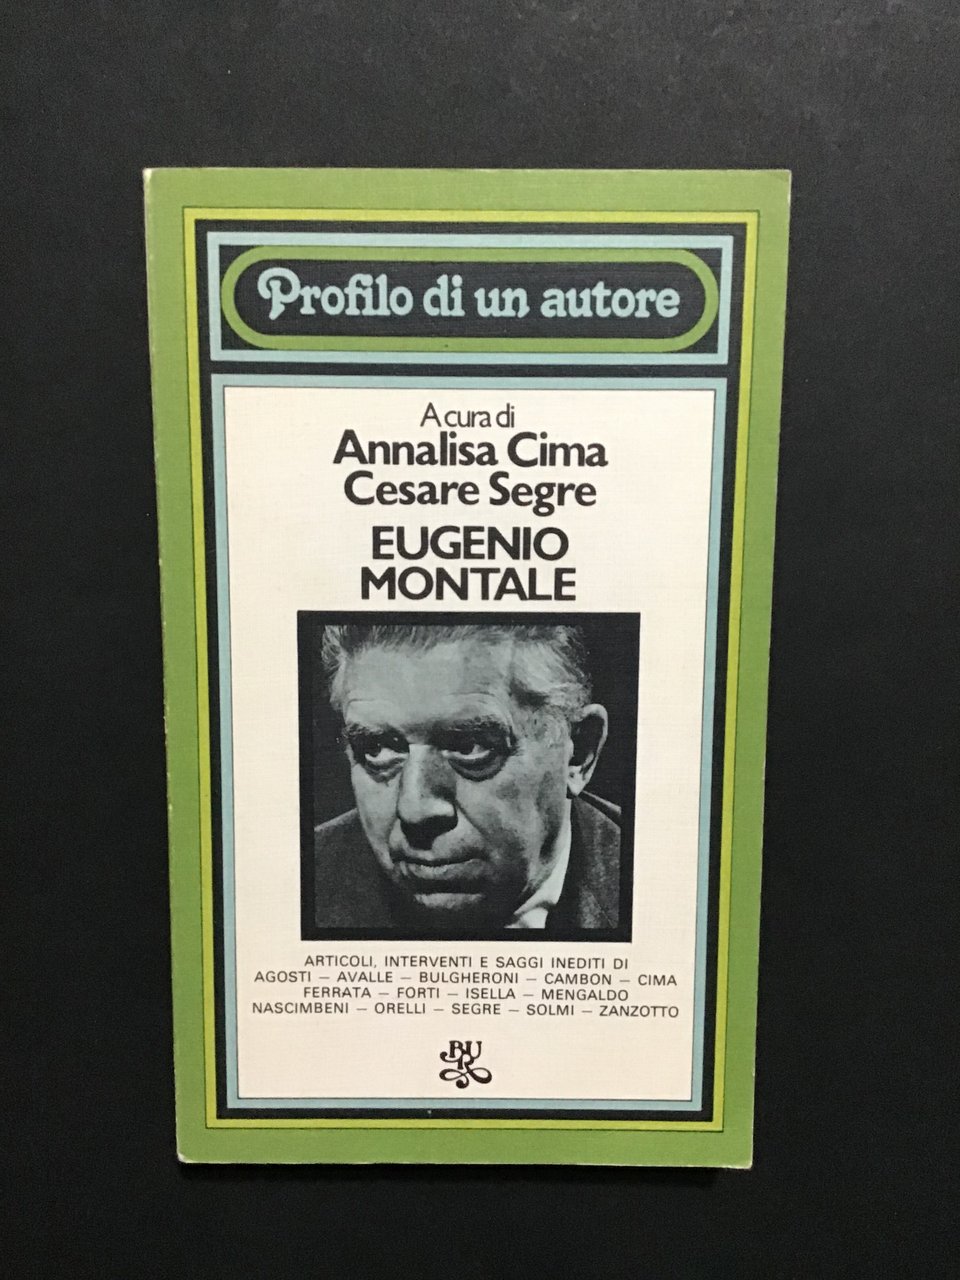 Profilo di un autore
A cura di
Annalisa Cima
Cesare Segre
EUGENIO
MONTALE
ARTICOLI, INTERVENTI E SAGGI INEDITI DI
AGOSTI – AVALLE – BULGHERONI – CAMBON – CIMA
FERRATA – FORTI – ISELLA – MENGALDO
NASCIMBENI – ORELLI – SEGRE – SOLMI – ZANZOTTO
BUR